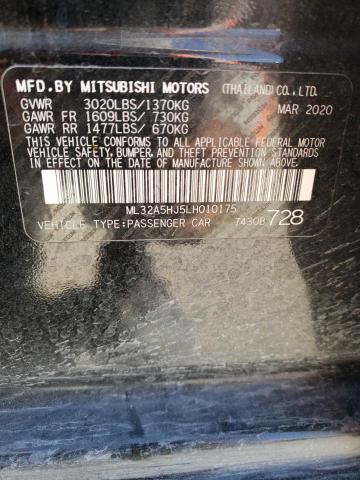 MFD.BY MITSUBISHI MOTORS (THAILAND)CO.,LTD.
GVWR 3020LBS/1370KG MAR 2020
GAWR FR 1609LBS/ 730KG
GAWR RR 1477LBS/ 670KG
THIS VEHICLE CONFORMS TO ALL APPLICABLE FEDERAL MOTOR
VEHICLE SAFETY, BUMPER, AND THEFT PREVENTION STANDARDS
IN EFFECT ON THE DATE OF MANUFACTURE SHOWN ABOVE.
ML32A5HJ5LH010175
VEHICLE TYPE:PASSENGER CAR 7430B 728